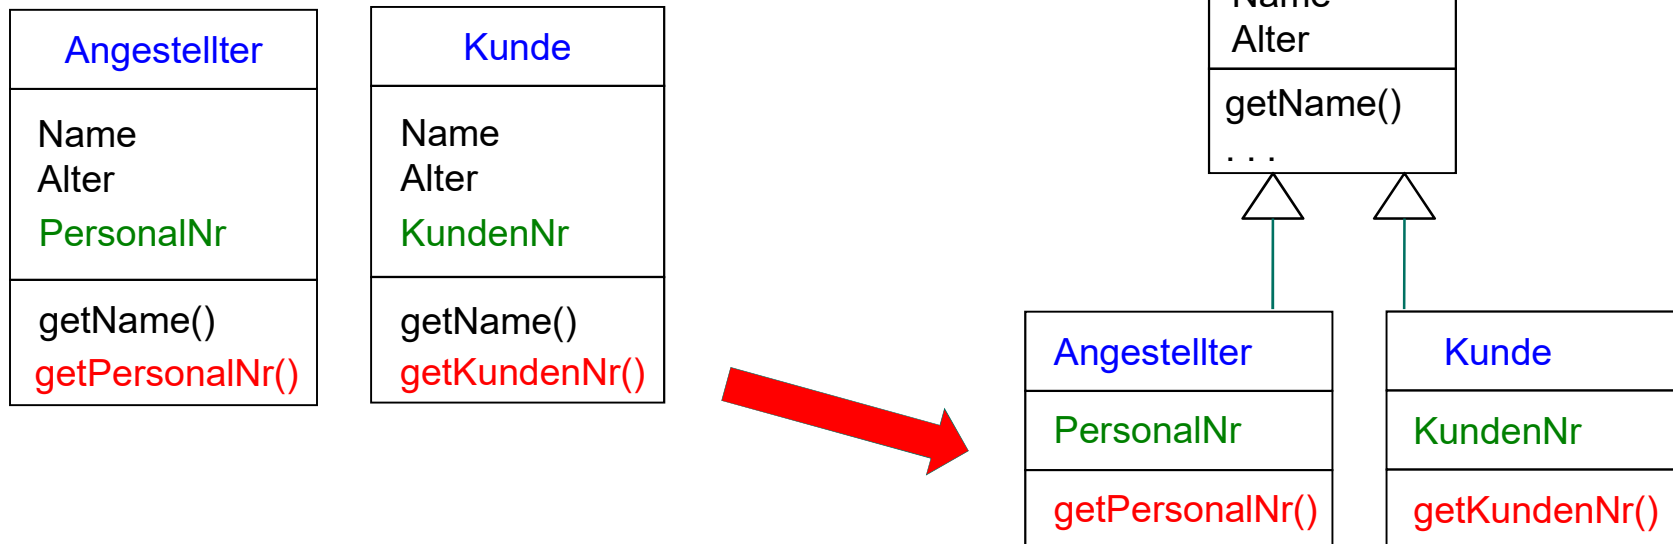 Angestellter
Name
Alter
PersonalNr
getName()
getPersonalNr()
Kunde
Name
Alter
KundenNr
getName()
getKundenNr()
Name
Alter
getName()
. . .
Angestellter
PersonalNr
getPersonalNr()
Kunde
KundenNr
getKundenNr()